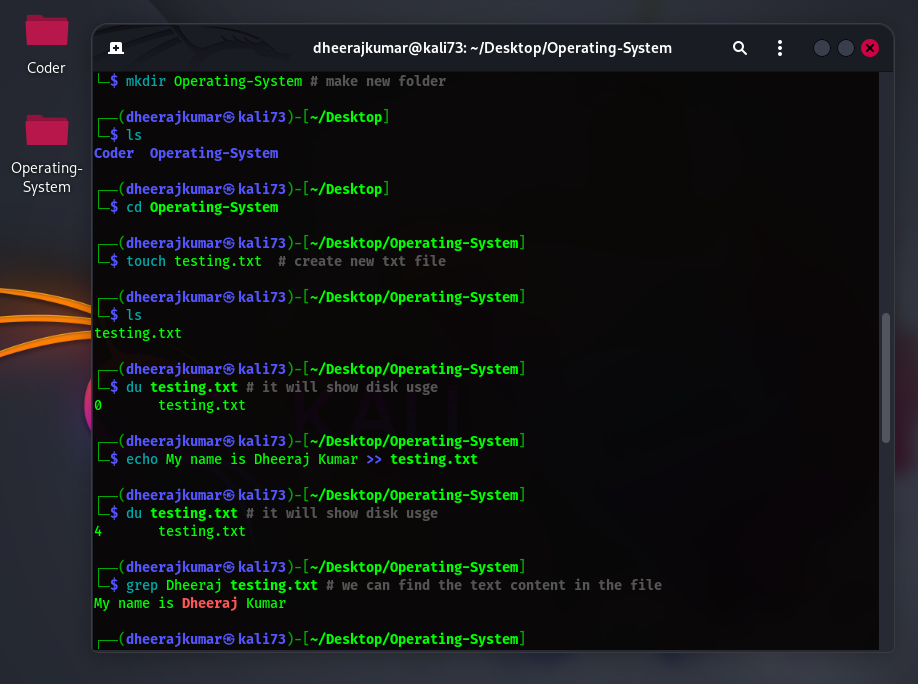 Coder
Operating-
System
dheerajkumar@kali73: ~/Desktop/Operating-System
└─$ mkdir Operating-System # make new folder
┌──(dheerajkumar㉿kali73)-[~/Desktop]
└─$ ls
Coder  Operating-System
┌──(dheerajkumar㉿kali73)-[~/Desktop]
└─$ cd Operating-System
┌──(dheerajkumar㉿kali73)-[~/Desktop/Operating-System]
└─$ touch testing.txt  # create new txt file
┌──(dheerajkumar㉿kali73)-[~/Desktop/Operating-System]
└─$ ls
testing.txt
┌──(dheerajkumar㉿kali73)-[~/Desktop/Operating-System]
└─$ du testing.txt # it will show disk usge
0       testing.txt
┌──(dheerajkumar㉿kali73)-[~/Desktop/Operating-System]
└─$ echo My name is Dheeraj Kumar >> testing.txt
┌──(dheerajkumar㉿kali73)-[~/Desktop/Operating-System]
└─$ du testing.txt # it will show disk usge
4       testing.txt
┌──(dheerajkumar㉿kali73)-[~/Desktop/Operating-System]
└─$ grep Dheeraj testing.txt # we can find the text content in the file
My name is Dheeraj Kumar
┌──(dheerajkumar㉿kali73)-[~/Desktop/Operating-System]